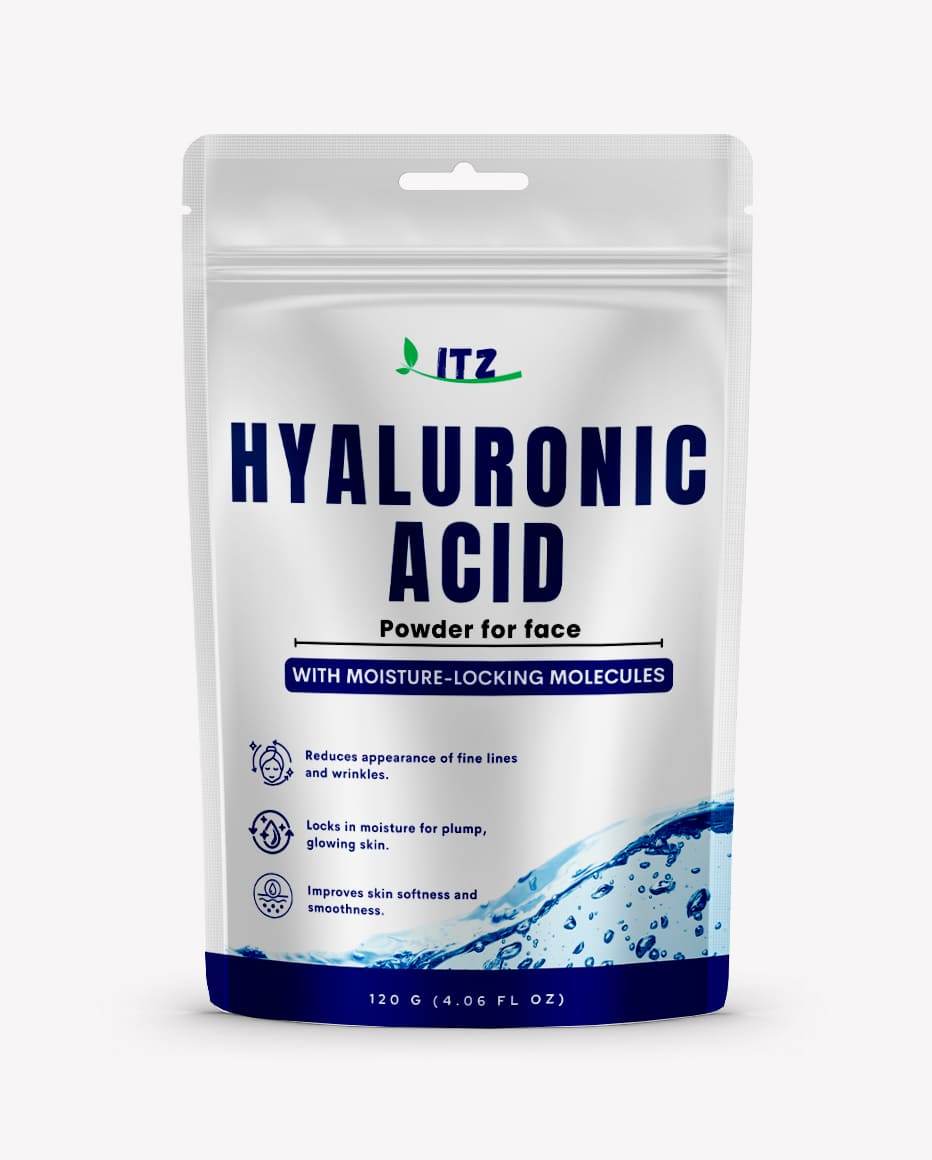 ITZ
HYALURONIC
ACID
Powder for face
WITH MOISTURE-LOCKING MOLECULES
Reduces appearance of fine lines
and wrinkles.
Locks in moisture for plump,
glowing skin.
Improves skin softness and
smoothness.
120 G (4.06 FL OZ)